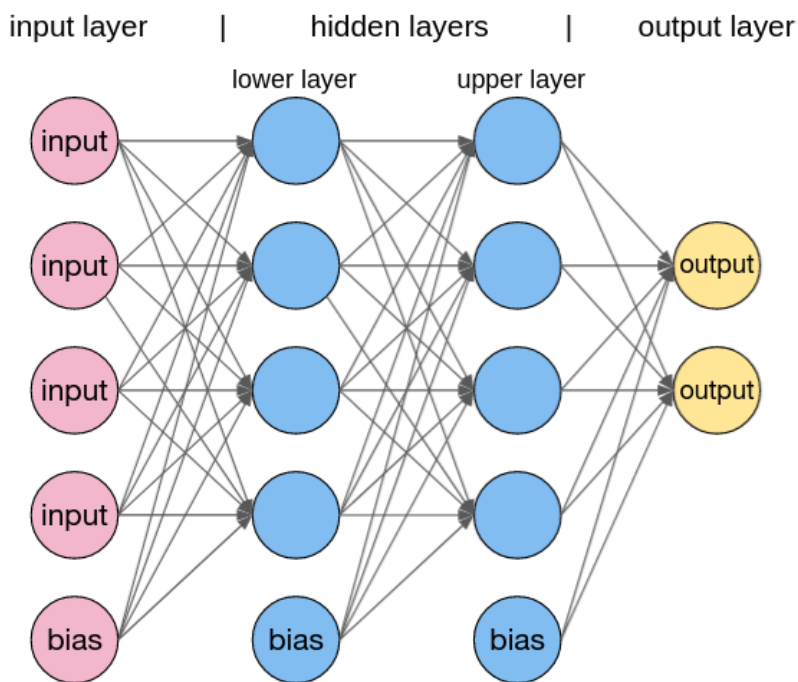 input layer | hidden layers | output layer
lower layer upper layer
input
input output
input output
input
bias bias bias